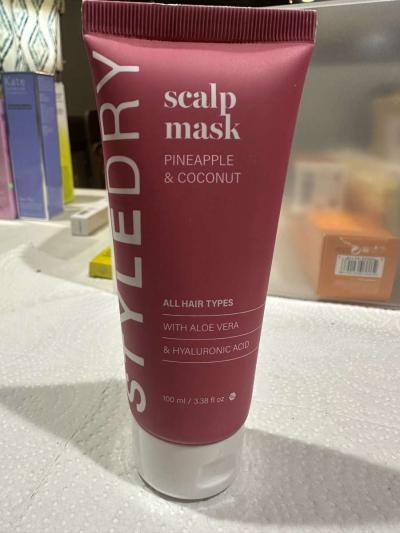 STYLEDRY
scalp
mask
PINEAPPLE
& COCONUT
ALL HAIR TYPES
WITH ALOE VERA
& HYALURONIC ACID
100 ml / 3.38 fl oz
Kate